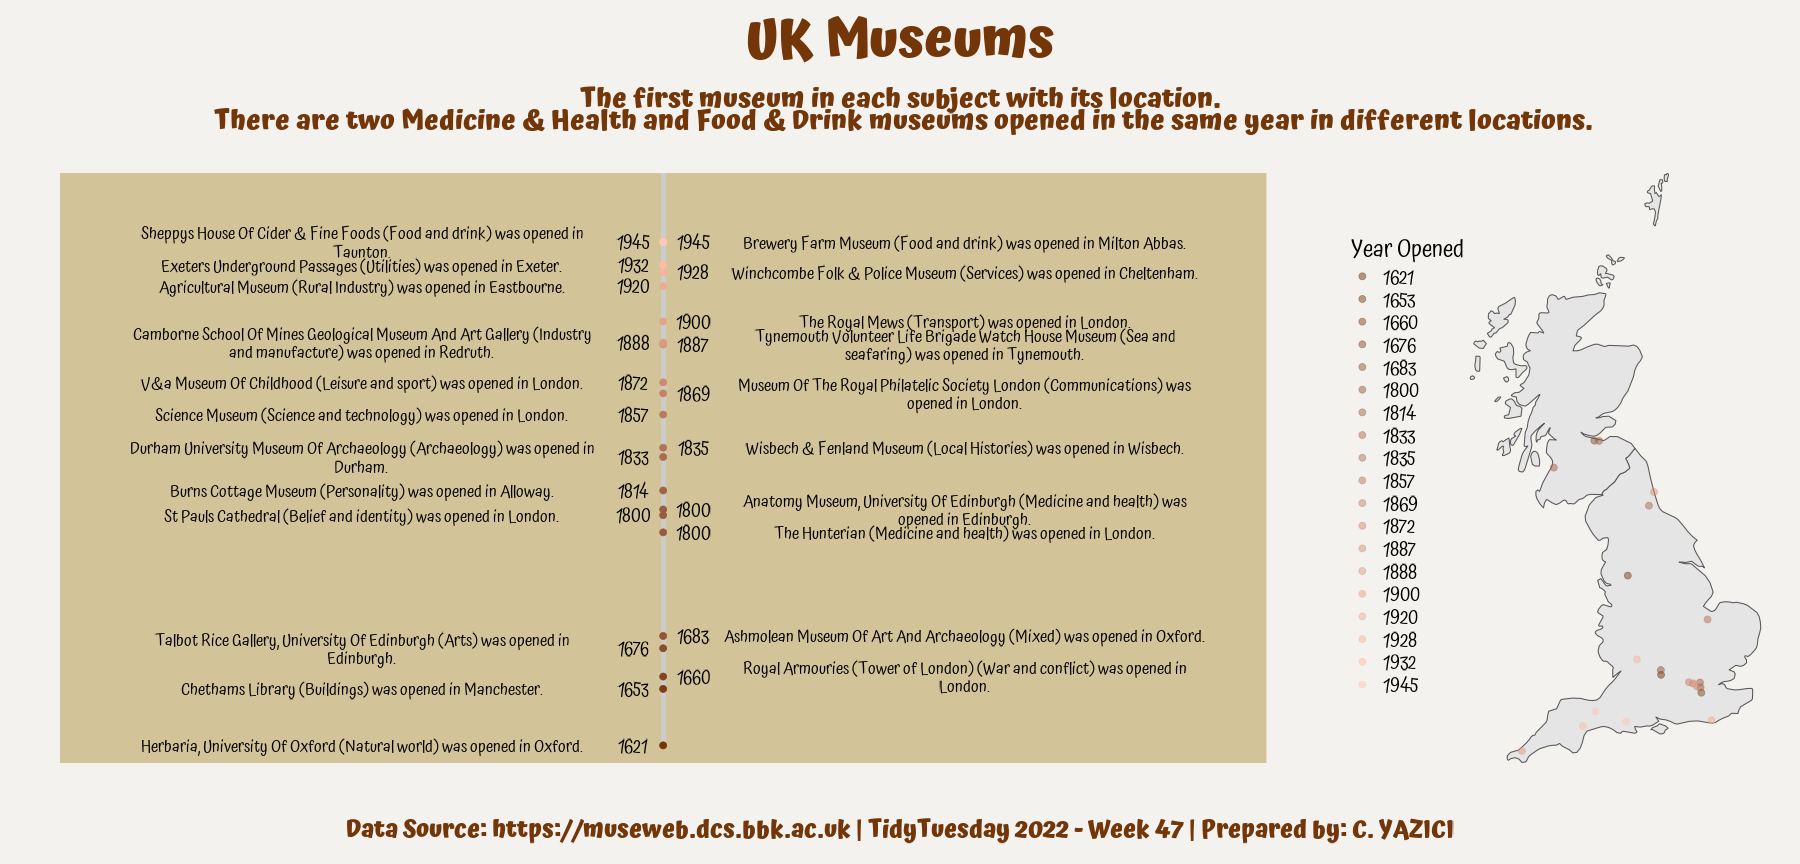 UK Museums
The first museum in each subject with its location.
There are two Medicine & Health and Food & Drink museums opened in the same year in different locations.
Sheppys House Of Cider & Fine Foods (Food and drink) was opened in
Taunton.
1945
Exeters Underground Passages (Utilities) was opened in Exeter.
1932
Agricultural Museum (Rural Industry) was opened in Eastbourne.
1920
Camborne School Of Mines Geological Museum And Art Gallery (Industry
and manufacture) was opened in Redruth.
1888
V&a Museum Of Childhood (Leisure and sport) was opened in London.
1872
Science Museum (Science and technology) was opened in London.
1857
Durham University Museum Of Archaeology (Archaeology) was opened in
Durham.
1833
Burns Cottage Museum (Personality) was opened in Alloway.
1814
St Pauls Cathedral (Belief and identity) was opened in London.
1800
Talbot Rice Gallery, University Of Edinburgh (Arts) was opened in
Edinburgh.
1676
Chethams Library (Buildings) was opened in Manchester.
1653
Herbaria, University Of Oxford (Natural world) was opened in Oxford.
1621
1945
Brewery Farm Museum (Food and drink) was opened in Milton Abbas.
1928
Winchcombe Folk & Police Museum (Services) was opened in Cheltenham.
1900
The Royal Mews (Transport) was opened in London.
1887
Tynemouth Volunteer Life Brigade Watch House Museum (Sea and
seafaring) was opened in Tynemouth.
1869
Museum Of The Royal Philatelic Society London (Communications) was
opened in London.
1835
Wisbech & Fenland Museum (Local Histories) was opened in Wisbech.
1800
Anatomy Museum, University Of Edinburgh (Medicine and health) was
opened in Edinburgh.
1800
The Hunterian (Medicine and health) was opened in London.
1683
Ashmolean Museum Of Art And Archaeology (Mixed) was opened in Oxford.
1660
Royal Armouries (Tower of London) (War and conflict) was opened in
London.
Year Opened
1621
1653
1660
1676
1683
1800
1814
1833
1835
1857
1869
1872
1887
1888
1900
1920
1928
1932
1945
Data Source: https://museweb.dcs.bbk.ac.uk | TidyTuesday 2022 - Week 47 | Prepared by: C. YAZICI